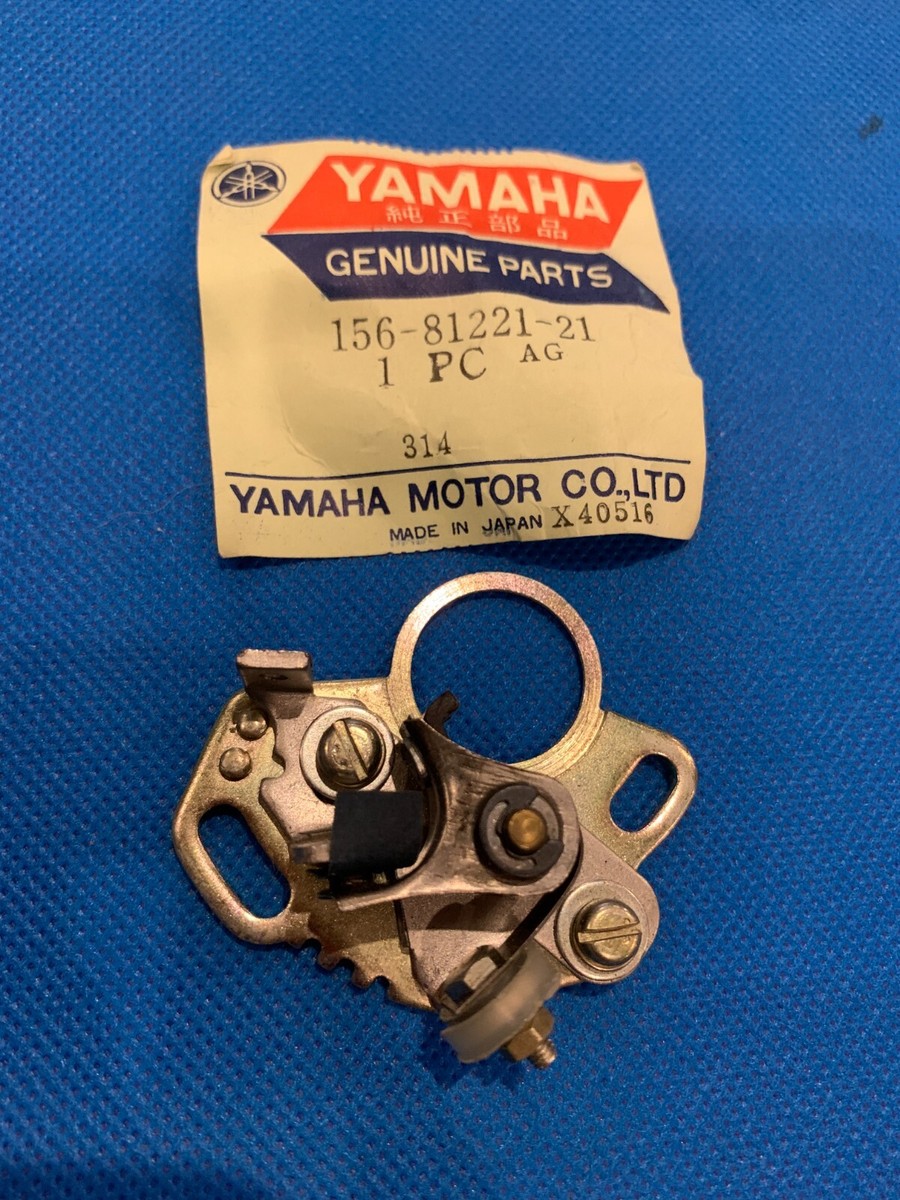 YAMAHA
純正部品
GENUINE PARTS
156-81221-21
1 PC AG
314
YAMAHA MOTOR CO.,LTD
MADE IN JAPAN X40516